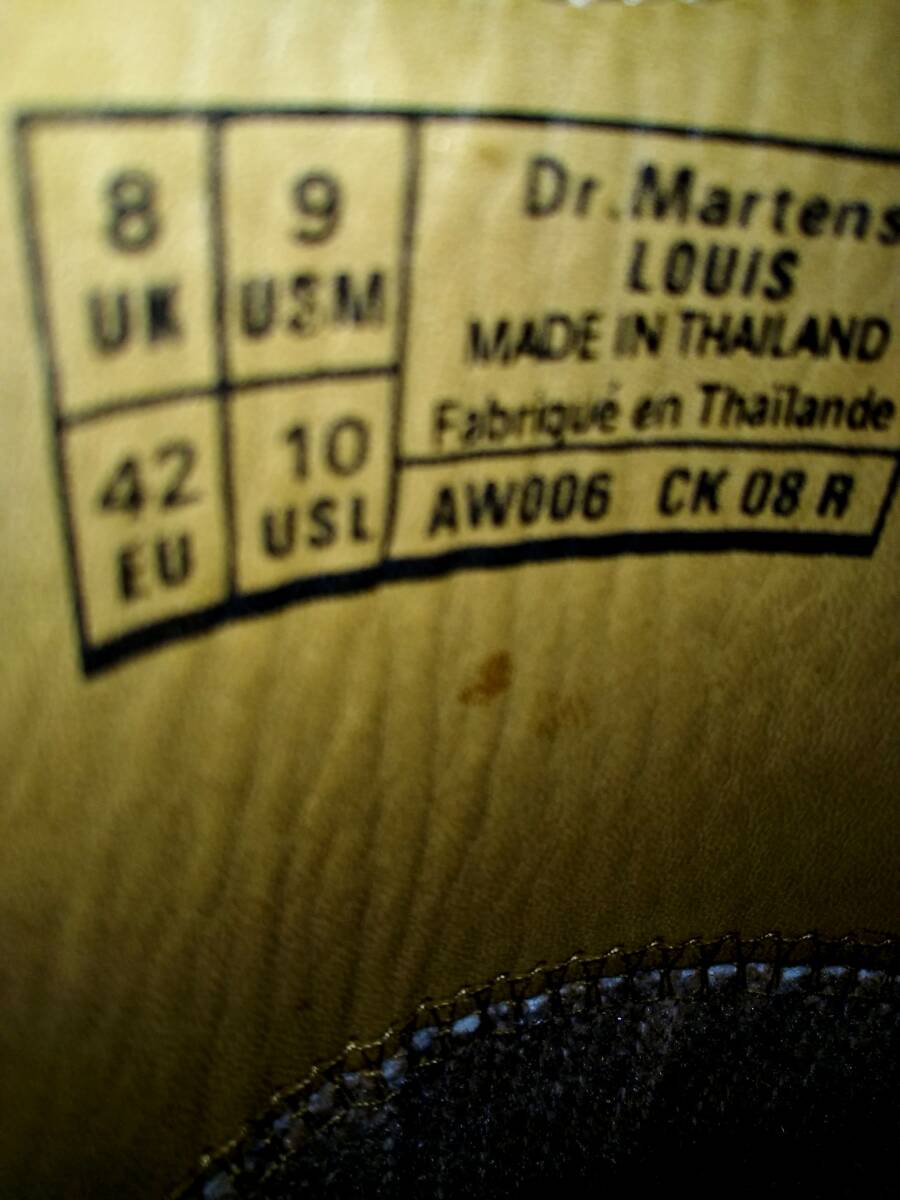 8
UK
9
USM
42
EU
10
USL
Dr.Martens
LOUIS
MADE IN THAILAND
Fabriqué en Thaïlande
AW006 CK 08 R